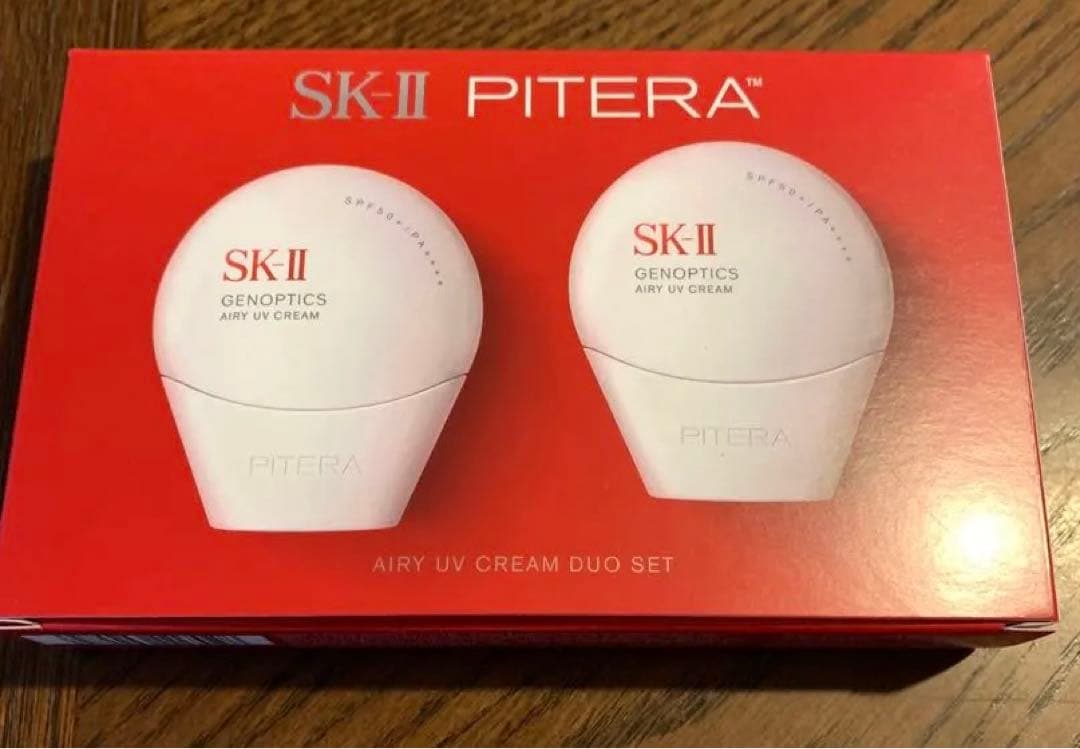 SK-II PITERA™
SPF50+/PA++++
SK-II
GENOPTICS
AIRY UV CREAM
PITERA
SPF50+/PA++++
SK-II
GENOPTICS
AIRY UV CREAM
PITERA
AIRY UV CREAM DUO SET